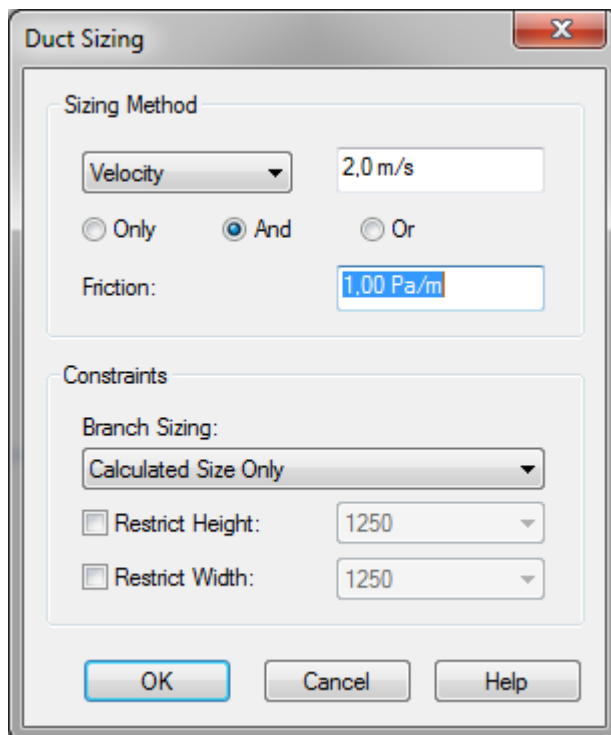 Duct Sizing
Sizing Method
Velocity 2,0 m/s
Only And Or
Friction: 1,00 Pa/m
Constraints
Branch Sizing:
Calculated Size Only
Restrict Height: 1250
Restrict Width: 1250
OK Cancel Help